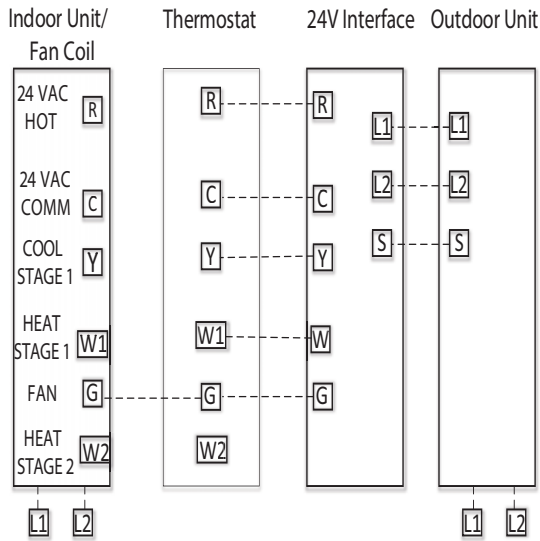 Indoor Unit/
Fan Coil
Thermostat
24V Interface
Outdoor Unit
24 VAC
HOT
R
R
R
L1
L1
24 VAC
COMM
C
C
C
L2
L2
COOL
STAGE 1
Y
Y
Y
S
S
HEAT
STAGE 1
W1
W1
W
FAN
G
G
G
HEAT
STAGE 2
W2
W2
L1
L2
L1
L2